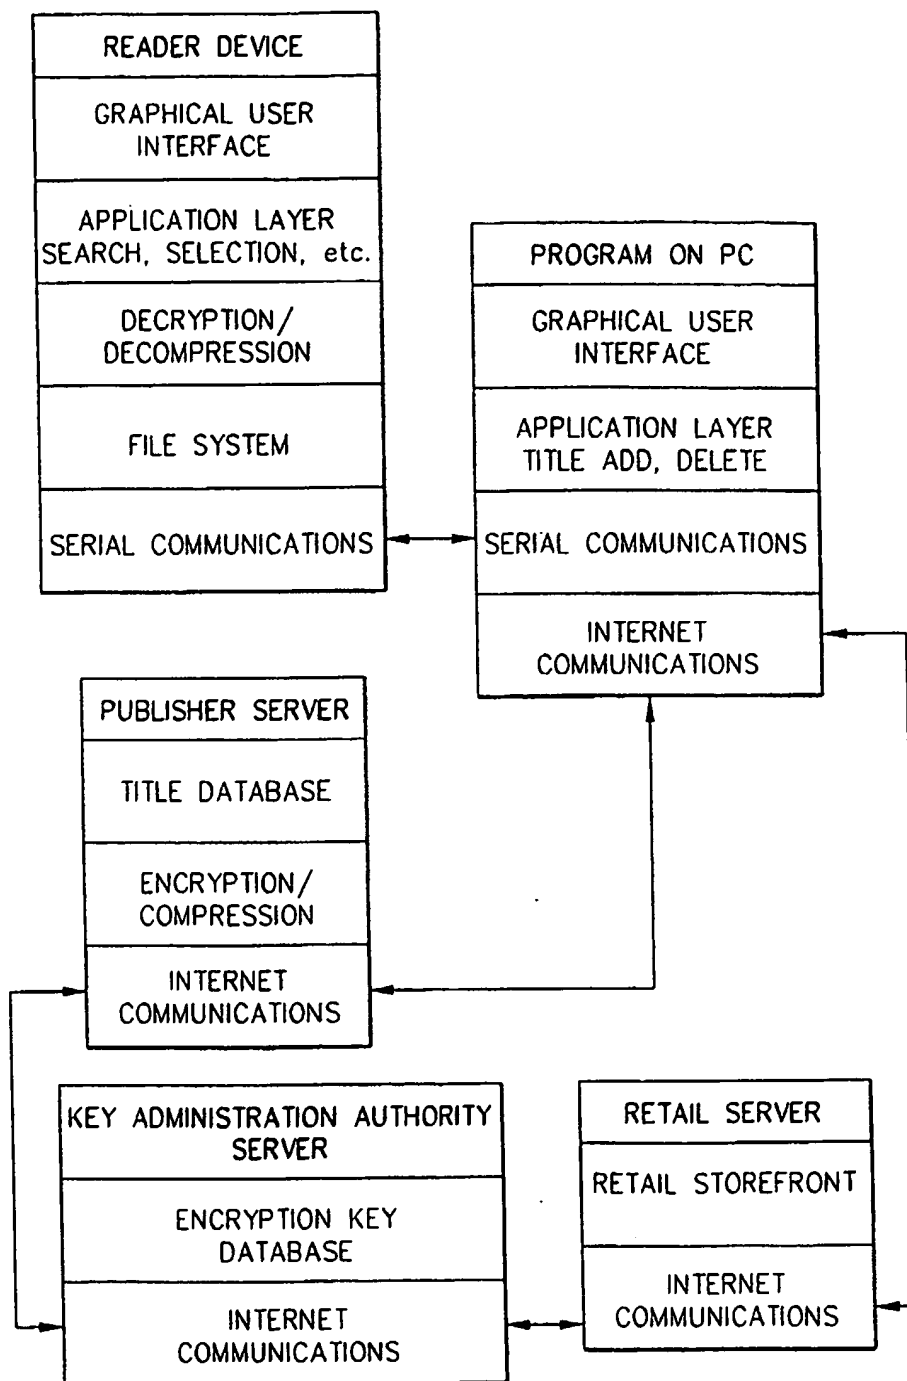 READER DEVICE
GRAPHICAL USER
INTERFACE
APPLICATION LAYER
SEARCH, SELECTION, etc.
DECRYPTION/
DECOMPRESSION
FILE SYSTEM
SERIAL COMMUNICATIONS
PROGRAM ON PC
GRAPHICAL USER
INTERFACE
APPLICATION LAYER
TITLE ADD, DELETE
SERIAL COMMUNICATIONS
INTERNET
COMMUNICATIONS
PUBLISHER SERVER
TITLE DATABASE
ENCRYPTION/
COMPRESSION
INTERNET
COMMUNICATIONS
KEY ADMINISTRATION AUTHORITY
SERVER
ENCRYPTION KEY
DATABASE
INTERNET
COMMUNICATIONS
RETAIL SERVER
RETAIL STOREFRONT
INTERNET
COMMUNICATIONS